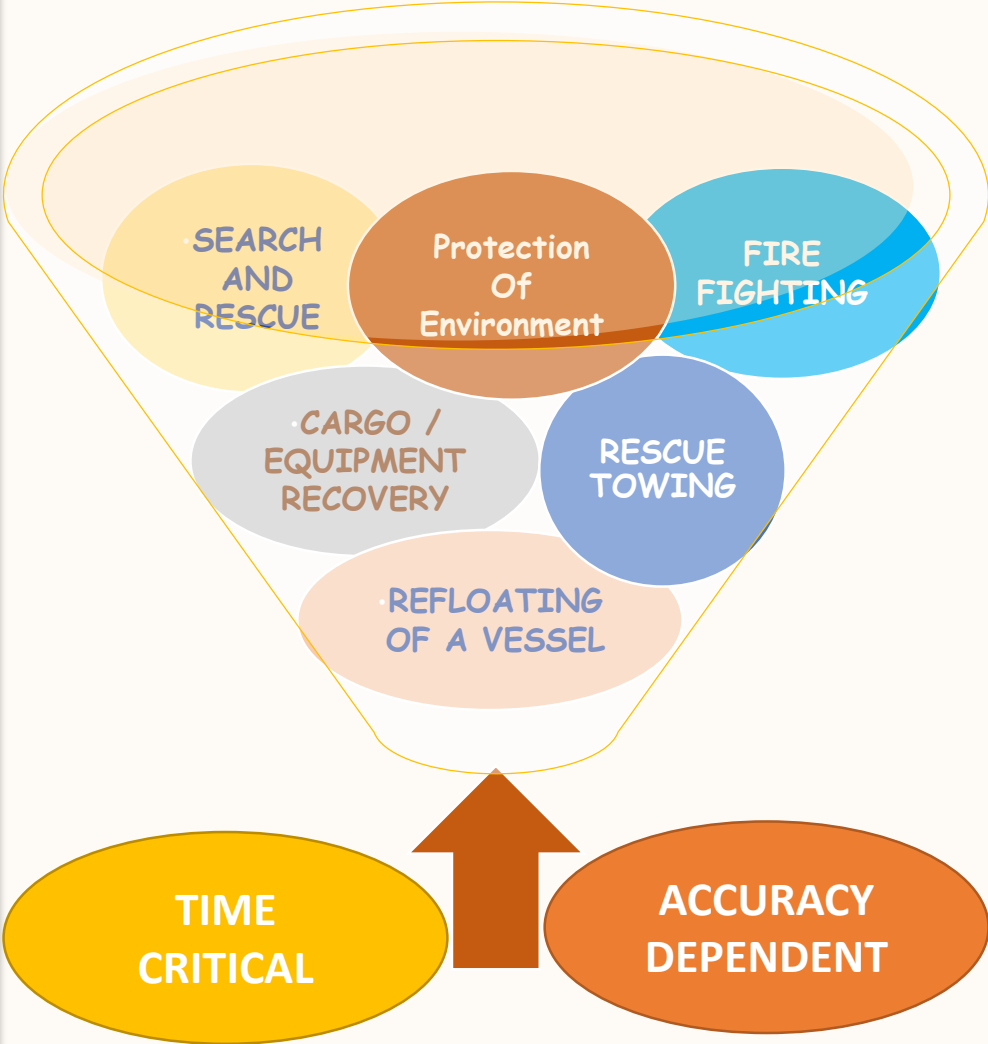 SEARCH
AND
RESCUE
Protection
Of
Environment
FIRE
FIGHTING
CARGO /
EQUIPMENT
RECOVERY
RESCUE
TOWING
REFLOATING
OF A VESSEL
TIME
CRITICAL
ACCURACY
DEPENDENT